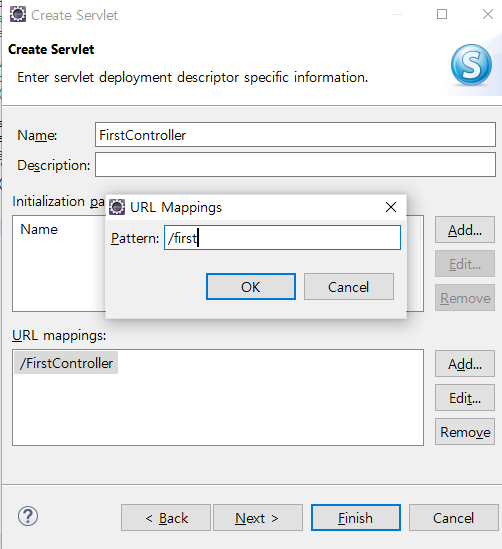 Create Servlet
Create Servlet
Enter servlet deployment descriptor specific information.
S
Name: FirstController
Description:
Initialization pa
Name
Add...
Edit...
Remove
URL Mappings
Pattern: /first
OK Cancel
URL mappings:
/FirstController
Add...
Edit...
Remove
? < Back Next > Finish Cancel